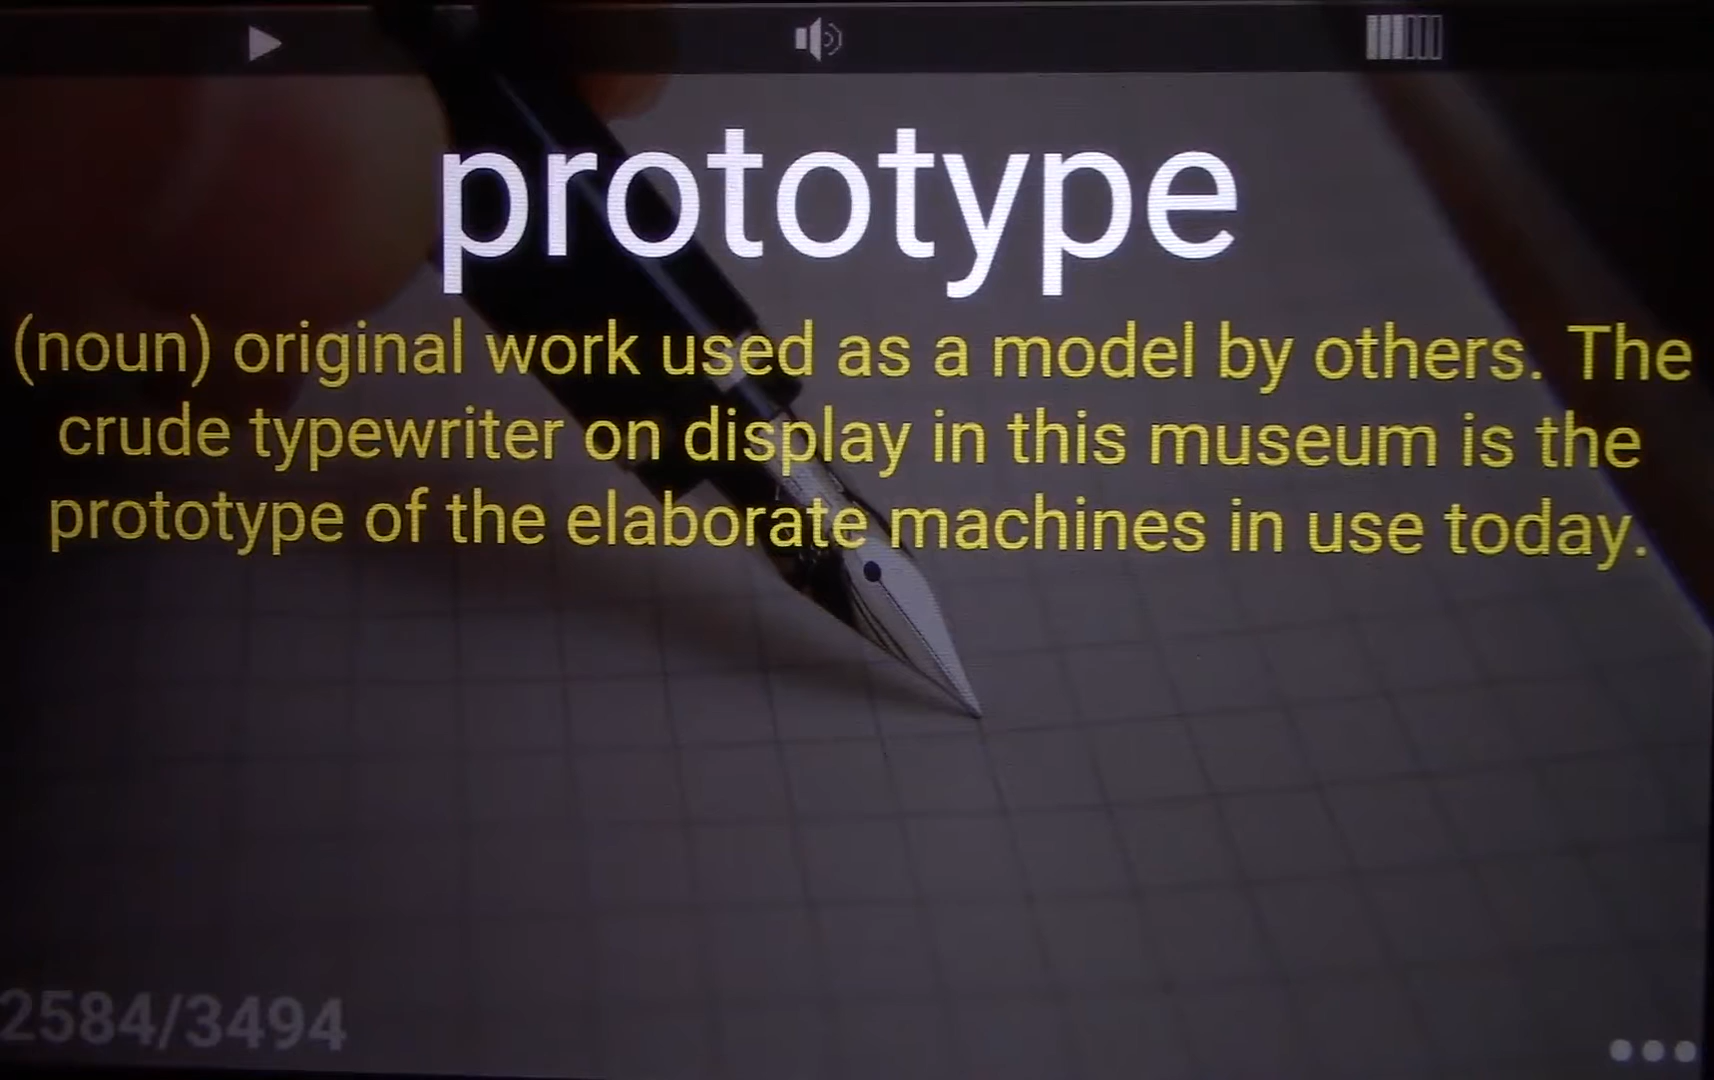 prototype
(noun) original work used as a model by others. The
crude typewriter on display in this museum is the
prototype of the elaborate machines in use today.
2584/3494